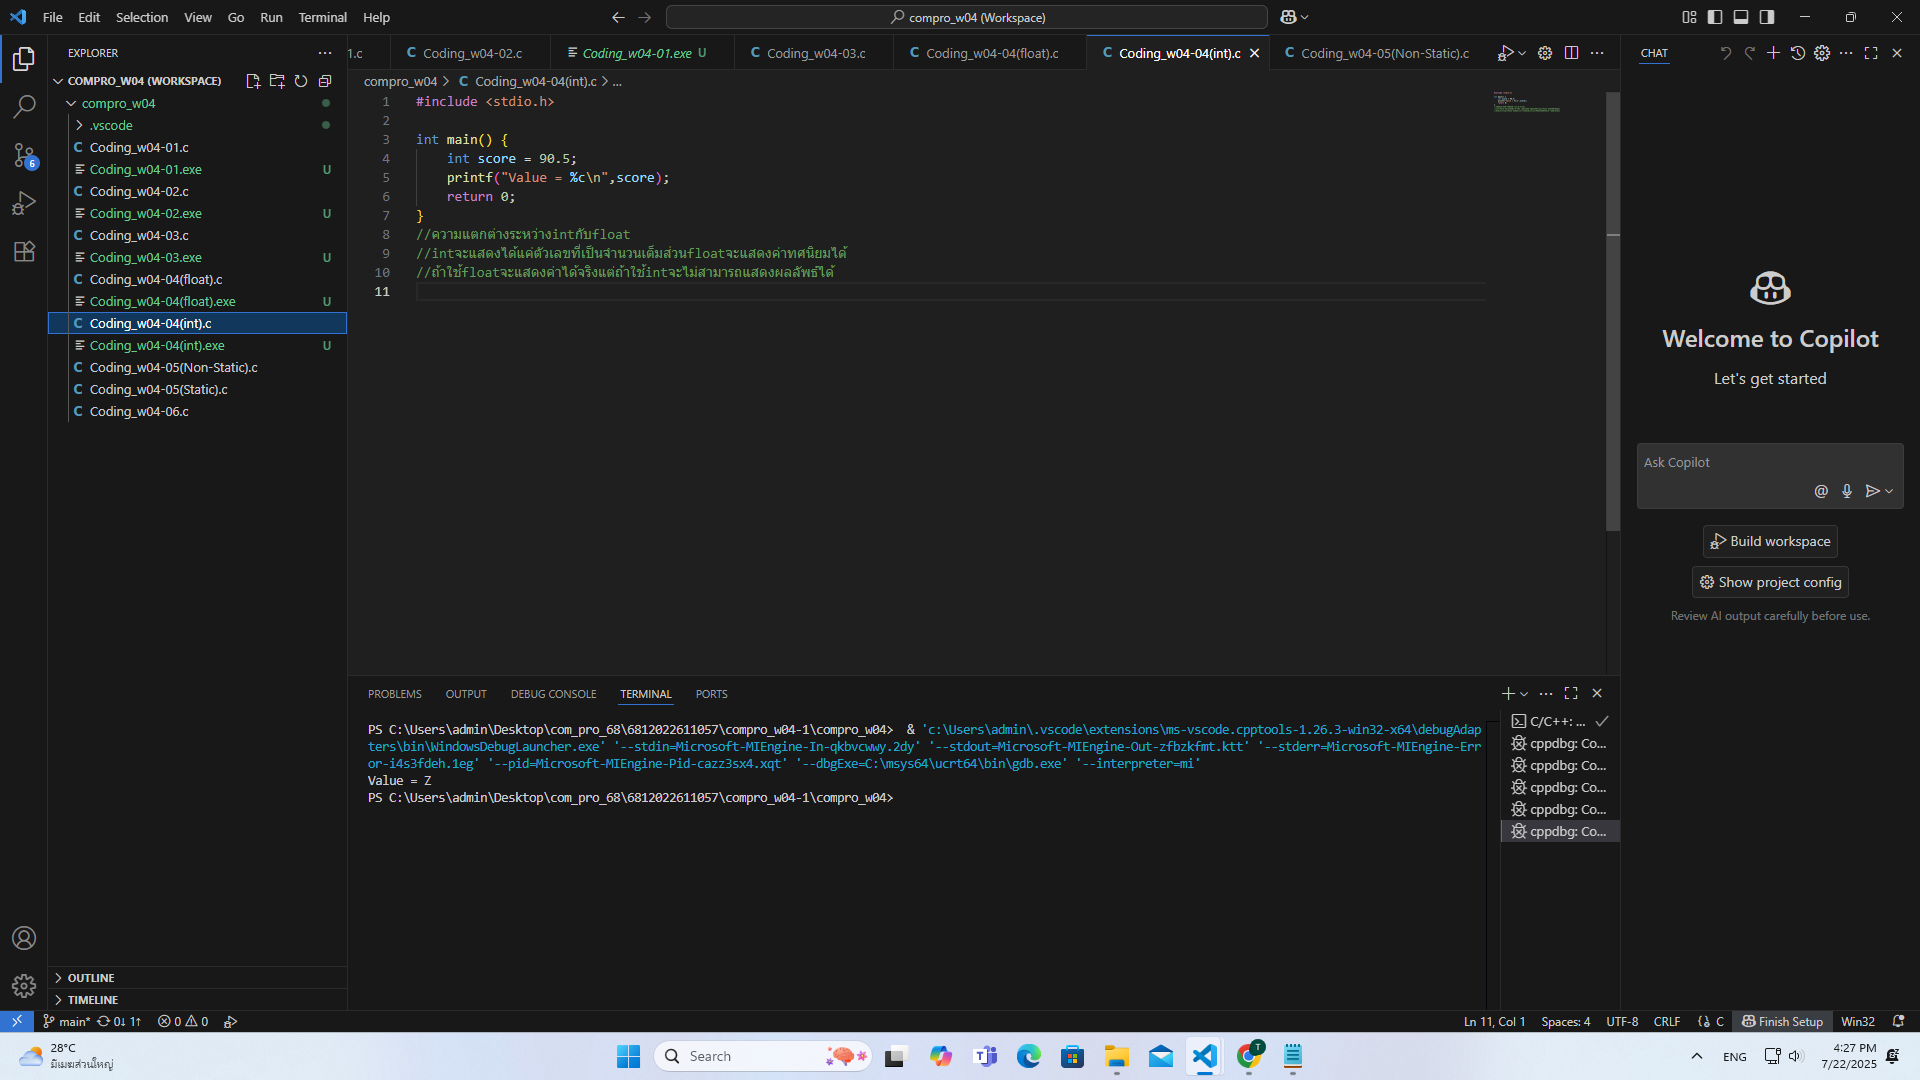 File Edit Selection View Go Run Terminal Help
compro_w04 (Workspace)
EXPLORER
COMPRO_W04 (WORKSPACE)
compro_w04
.vscode
Coding_w04-01.c
Coding_w04-01.exe U
Coding_w04-02.c
Coding_w04-02.exe U
Coding_w04-03.c
Coding_w04-03.exe U
Coding_w04-04(float).c
Coding_w04-04(float).exe U
Coding_w04-04(int).c
Coding_w04-04(int).exe U
Coding_w04-05(Non-Static).c
Coding_w04-05(Static).c
Coding_w04-06.c
6
OUTLINE
TIMELINE
1.c
Coding_w04-02.c
Coding_w04-01.exe U
Coding_w04-03.c
Coding_w04-04(float).c
Coding_w04-04(int).c
Coding_w04-05(Non-Static).c
compro_w04 > C Coding_w04-04(int).c > ...
1 #include <stdio.h>
2
3 int main() {
4 int score = 90.5;
5 printf("Value = %c\n",score);
6 return 0;
7 }
8 //ความแตกต่างระหว่างintกับfloat
9 //intจะแสดงได้แค่ตัวเลขที่เป็นจำนวนเต็มส่วนfloatจะแสดงค่าทศนิยมได้
10 //ถ้าใช้floatจะแสดงค่าได้จริงแต่ถ้าใช้intจะไม่สามารถแสดงผลลัพธ์ได้
11
PROBLEMS OUTPUT DEBUG CONSOLE TERMINAL PORTS
PS C:\Users\admin\Desktop\com_pro_68\6812022611057\compro_w04-1\compro_w04> & 'c:\Users\admin\.vscode\extensions\ms-vscode.cpptools-1.26.3-win32-x64\debugAdap
ters\bin\WindowsDebugLauncher.exe' '--stdin=Microsoft-MIEngine-In-qkbvcwwy.2dy' '--stdout=Microsoft-MIEngine-Out-zfbzkfmt.ktt' '--stderr=Microsoft-MIEngine-Err
or-i4s3fdeh.1eg' '--pid=Microsoft-MIEngine-Pid-cazz3sx4.xqt' '--dbgExe=C:\msys64\ucrt64\bin\gdb.exe' '--interpreter=mi'
Value = Z
PS C:\Users\admin\Desktop\com_pro_68\6812022611057\compro_w04-1\compro_w04>
C/C++: ...
cppdbg: Co...
cppdbg: Co...
cppdbg: Co...
cppdbg: Co...
cppdbg: Co...
CHAT
Welcome to Copilot
Let's get started
Ask Copilot
Build workspace
Show project config
Review AI output carefully before use.
main* 0↓ 1↑ 0 0
Ln 11, Col 1 Spaces: 4 UTF-8 CRLF C Finish Setup Win32
28°C
มีเมฆส่วนใหญ่
Search
T
ENG
4:27 PM
7/22/2025